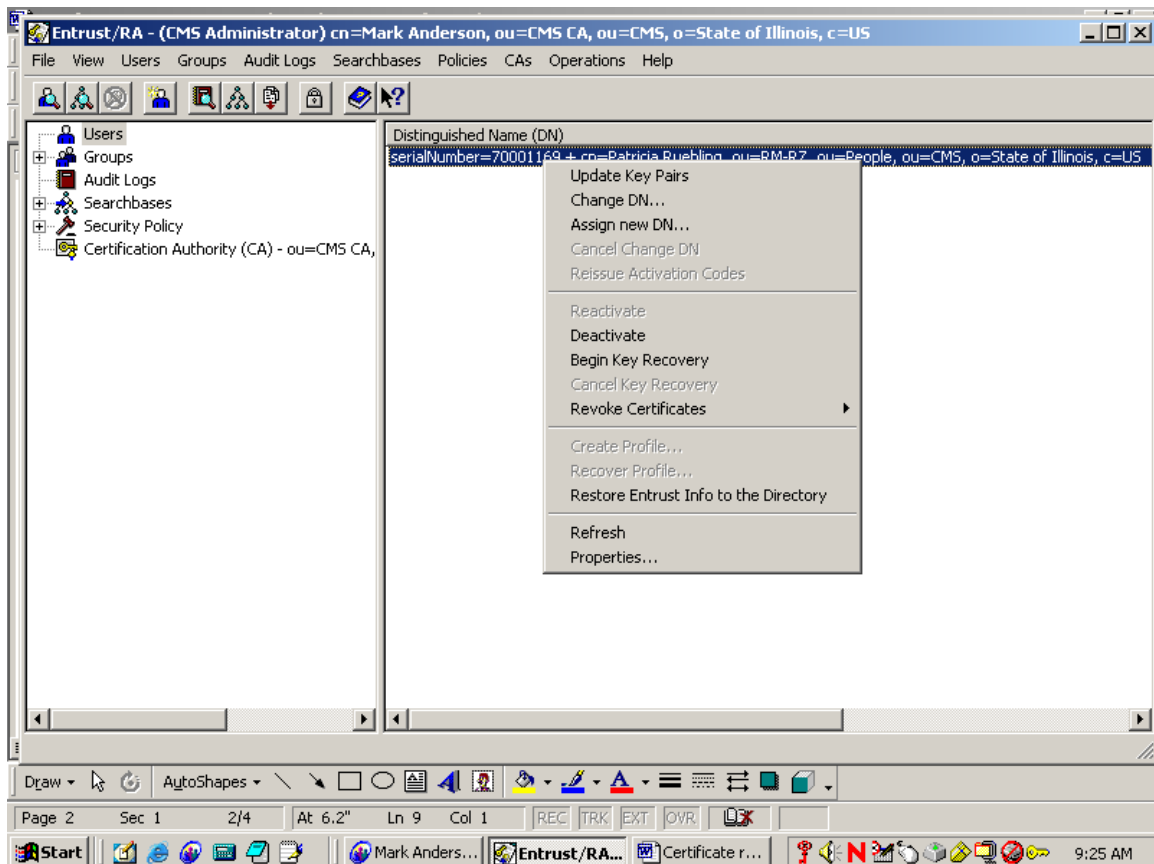 Entrust/RA - (CMS Administrator) cn=Mark Anderson, ou=CMS CA, ou=CMS, o=State of Illinois, c=US
File View Users Groups Audit Logs Searchbases Policies CAs Operations Help
Users
Groups
Audit Logs
Searchbases
Security Policy
Certification Authority (CA) - ou=CMS CA,
Distinguished Name (DN)
serialNumber=70001169 + cn=Patricia Ruebling, ou=RM-RZ, ou=People, ou=CMS, o=State of Illinois, c=US
Update Key Pairs
Change DN...
Assign new DN...
Cancel Change DN
Reissue Activation Codes
Reactivate
Deactivate
Begin Key Recovery
Cancel Key Recovery
Revoke Certificates
Create Profile...
Recover Profile...
Restore Entrust Info to the Directory
Refresh
Properties...
Draw AutoShapes
Page 2 Sec 1 2/4 At 6.2" Ln 9 Col 1 REC TRK EXT OVR
Start Mark Anders... Entrust/RA... Certificate r... 9:25 AM